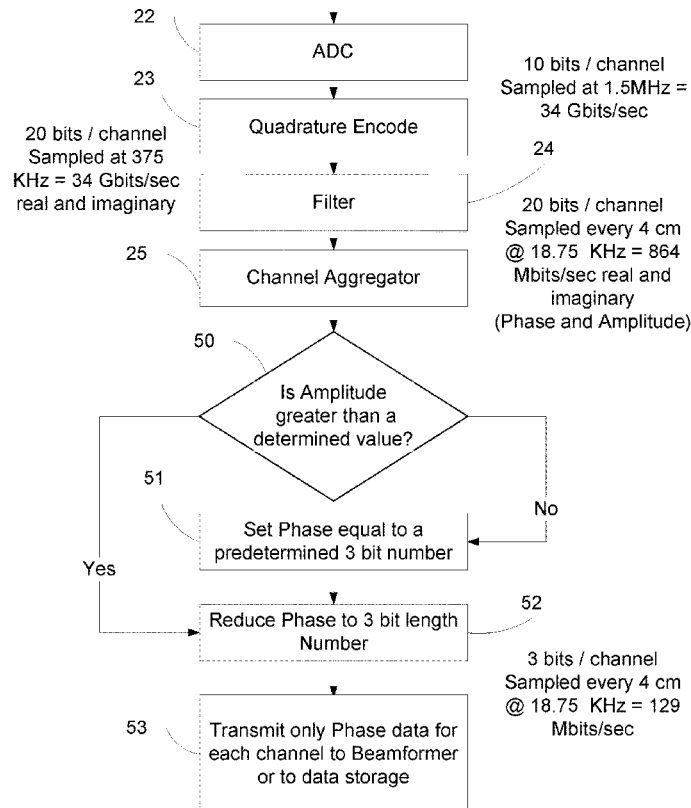 22
ADC
10 bits / channel
Sampled at 1.5MHz =
34 Gbits/sec
23
Quadrature Encode
20 bits / channel
Sampled at 375
KHz = 34 Gbits/sec
real and imaginary
24
Filter
20 bits / channel
Sampled every 4 cm
@ 18.75 KHz = 864
Mbits/sec real and
imaginary
(Phase and Amplitude)
25
Channel Aggregator
50
Is Amplitude
greater than a
determined value?
51
No
Set Phase equal to a
predetermined 3 bit number
Yes
52
Reduce Phase to 3 bit length
Number
3 bits / channel
Sampled every 4 cm
@ 18.75 KHz = 129
Mbits/sec
53
Transmit only Phase data for
each channel to Beamformer
or to data storage